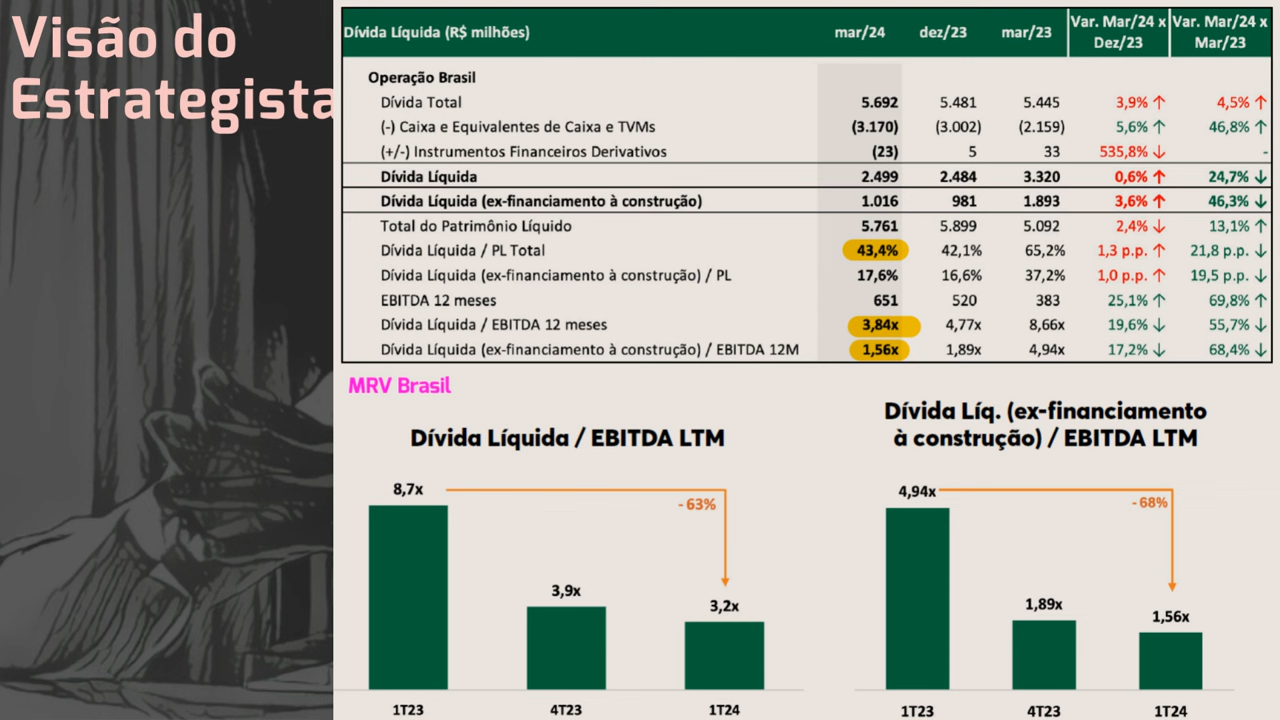 Visão do
Estrategista
Dívida Líquida (R$ milhões) mar/24 dez/23 mar/23 Var. Mar/24 x Dez/23 Var. Mar/24 x Mar/23
Operação Brasil
Dívida Total 5.692 5.481 5.445 3,9% ↑ 4,5% ↑
(-) Caixa e Equivalentes de Caixa e TVMs (3.170) (3.002) (2.159) 5,6% ↑ 46,8% ↑
(+/-) Instrumentos Financeiros Derivativos (23) 5 33 535,8% ↓ -
Dívida Líquida 2.499 2.484 3.320 0,6% ↑ 24,7% ↓
Dívida Líquida (ex-financiamento à construção) 1.016 981 1.893 3,6% ↑ 46,3% ↓
Total do Patrimônio Líquido 5.761 5.899 5.092 2,4% ↓ 13,1% ↑
Dívida Líquida / PL Total 43,4% 42,1% 65,2% 1,3 p.p. ↑ 21,8 p.p. ↓
Dívida Líquida (ex-financiamento à construção) / PL 17,6% 16,6% 37,2% 1,0 p.p. ↑ 19,5 p.p. ↓
EBITDA 12 meses 651 520 383 25,1% ↑ 69,8% ↑
Dívida Líquida / EBITDA 12 meses 3,84x 4,77x 8,66x 19,6% ↓ 55,7% ↓
Dívida Líquida (ex-financiamento à construção) / EBITDA 12M 1,56x 1,89x 4,94x 17,2% ↓ 68,4% ↓
MRV Brasil
Dívida Líquida / EBITDA LTM
8,7x
- 63%
3,9x
3,2x
1T23 4T23 1T24
Dívida Líq. (ex-financiamento
à construção) / EBITDA LTM
4,94x
- 68%
1,89x
1,56x
1T23 4T23 1T24